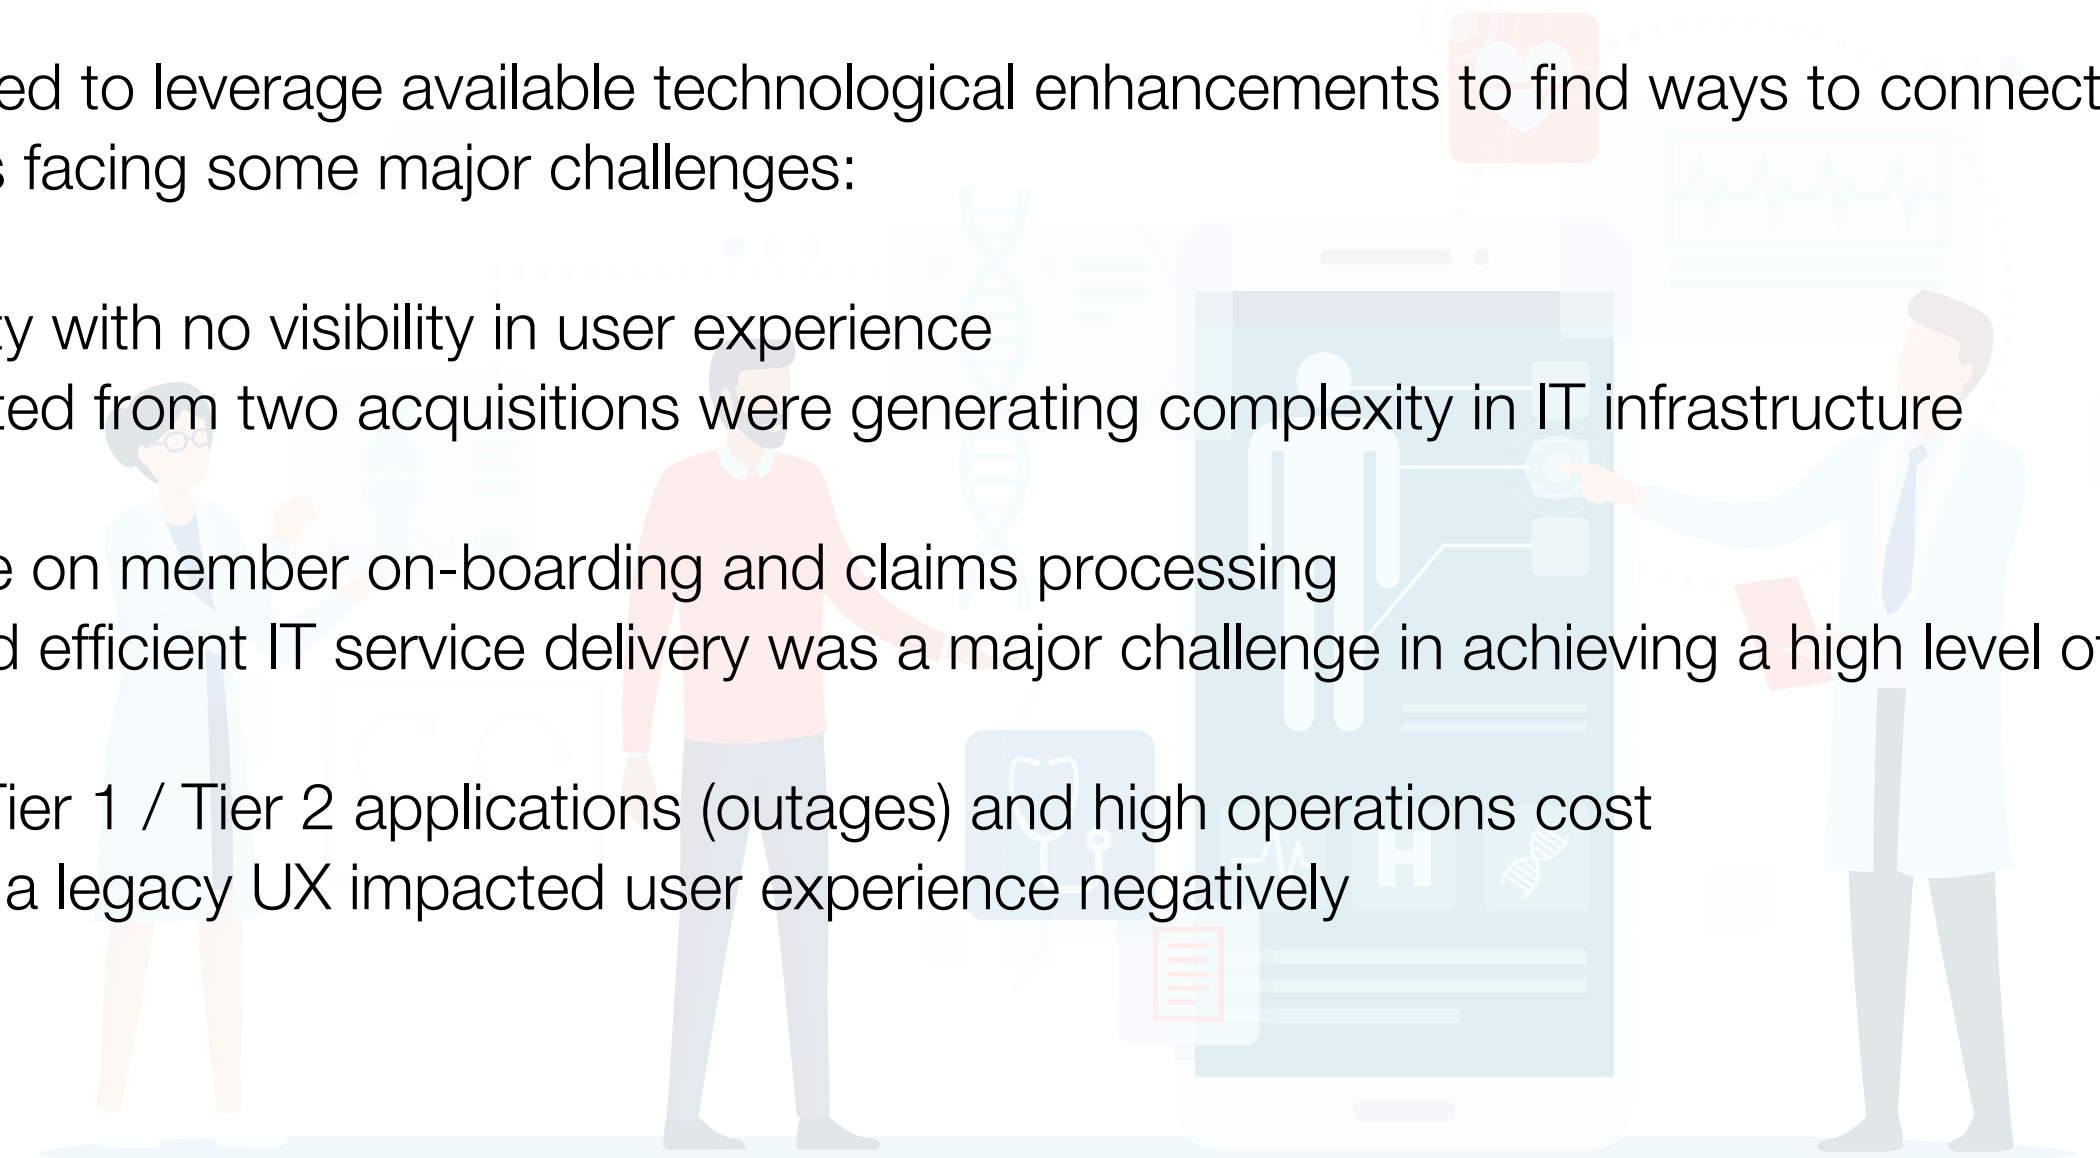 ed to leverage available technological enhancements to find ways to connect
facing some major challenges:
with no visibility in user experience
ted from two acquisitions were generating complexity in IT infrastructure
on member on-boarding and claims processing
efficient IT service delivery was a major challenge in achieving a high level
Tier 1 / Tier 2 applications (outages) and high operations cost
a legacy UX impacted user experience negatively
H